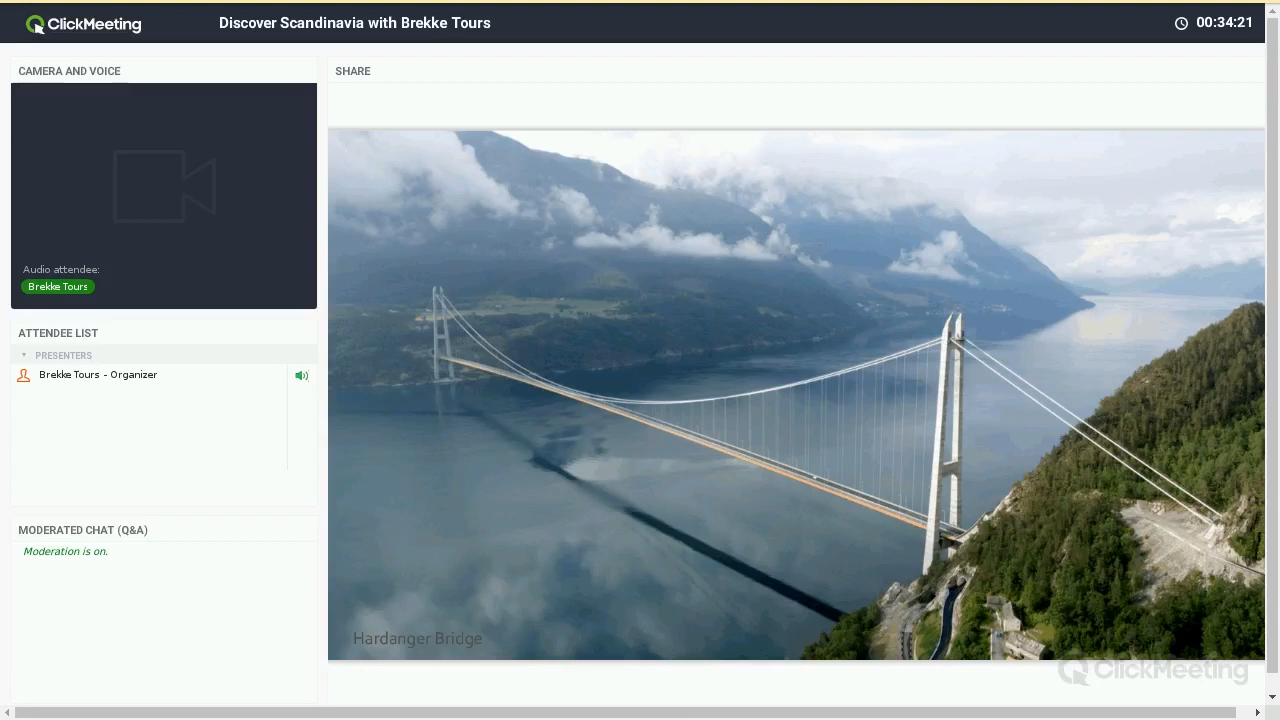 ClickMeeting
Discover Scandinavia with Brekke Tours
00:34:21
CAMERA AND VOICE
Audio attendee:
Brekke Tours
ATTENDEE LIST
PRESENTERS
Brekke Tours - Organizer
MODERATED CHAT (Q&A)
Moderation is on.
SHARE
Hardanger Bridge
ClickMeeting